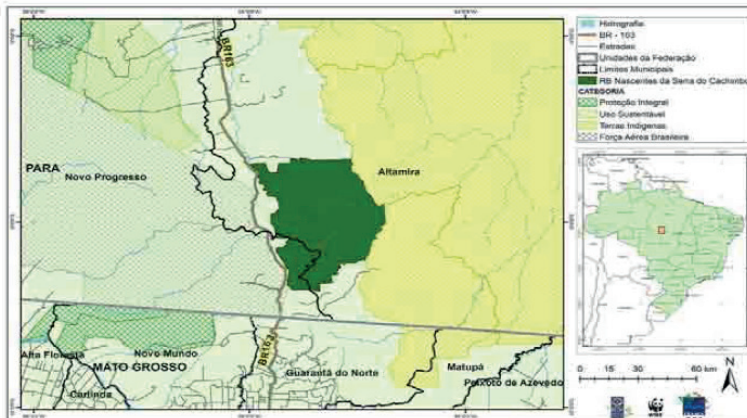 Hidrografia
BR - 163
Estradas
Unidades da Federação
Limites Municipais
RB Nascentes da Serra do Cachimbo
CATEGORIA
Proteção Integral
Uso Sustentável
Terras Indígenas
Força Aérea Brasileira
BR163
PARÁ
Novo Progresso
Altamira
BR163
Alta Floresta
Novo Mundo
MATO GROSSO
Carlinda
Guarantã do Norte
Matupá
Peixoto de Azevedo
N
0 15 30 60 km